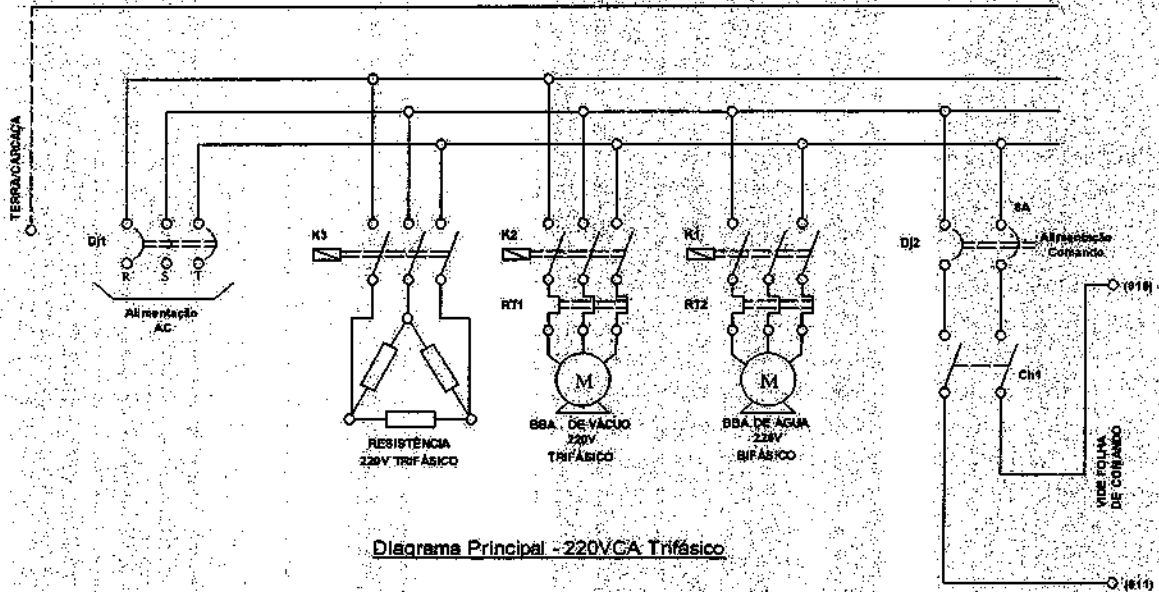 TERRA/CARCAÇA
Dj1
R S T
Alimentação
AC
K3
RESISTÊNCIA
220V TRIFÁSICO
K2
RT1
M
BBA. DE VÁCUO
220V
TRIFÁSICO
K1
RT2
M
BBA DE ÁGUA
220V
BIFÁSICO
Dj2
Alimentação
Comando
Ch1
VIDE FOLHA
DE COMANDO
(011)
Diagrama Principal - 220VCA Trifásico